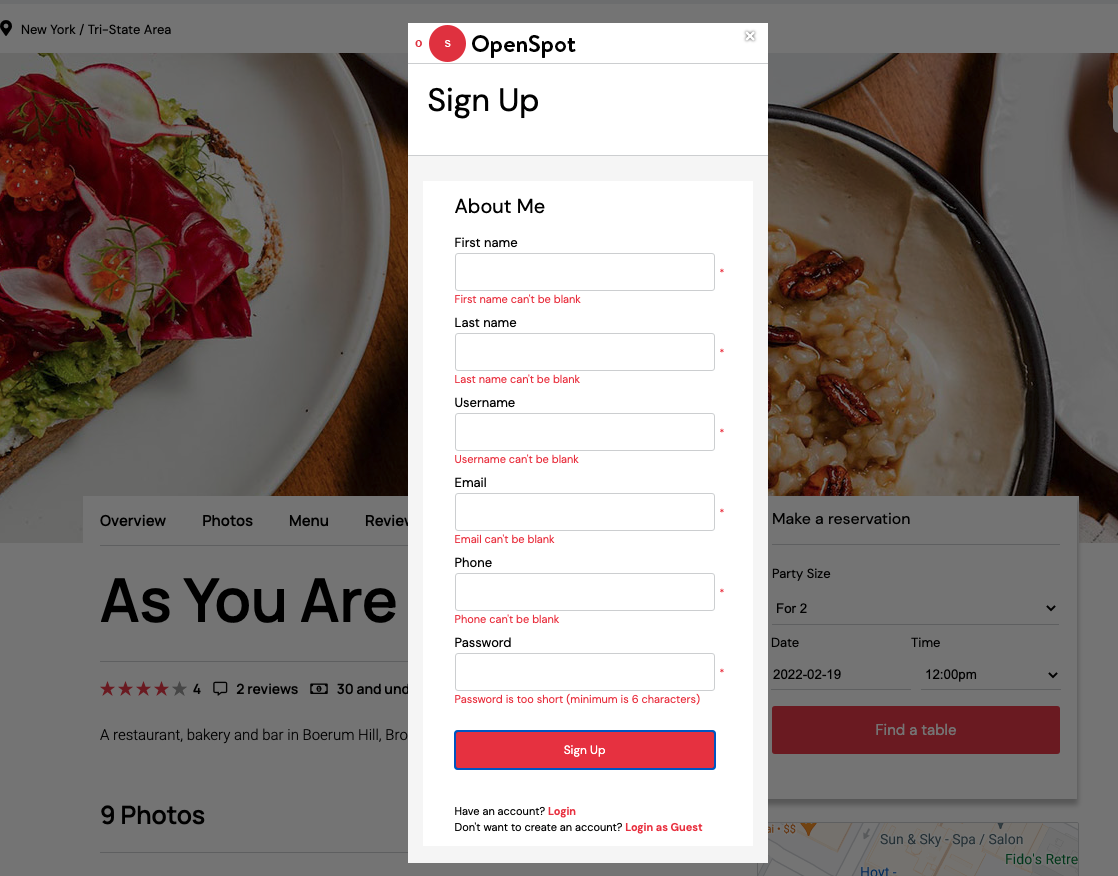 New York / Tri-State Area
O S OpenSpot
Sign Up
About Me
First name
*
First name can't be blank
Last name
*
Last name can't be blank
Username
*
Username can't be blank
Email
*
Email can't be blank
Phone
*
Phone can't be blank
Password
*
Password is too short (minimum is 6 characters)
Sign Up
Have an account? Login
Don't want to create an account? Login as Guest
Overview Photos Menu
As You Are
4 2 reviews 30 and
A restaurant, bakery and bar in Boerum Hill,
9 Photos
Make a reservation
Party Size
For 2
Date Time
2022-02-19 12:00pm
Find a table
$$
Sun & Sky - Spa / Salon
Fido's
Hoyt -